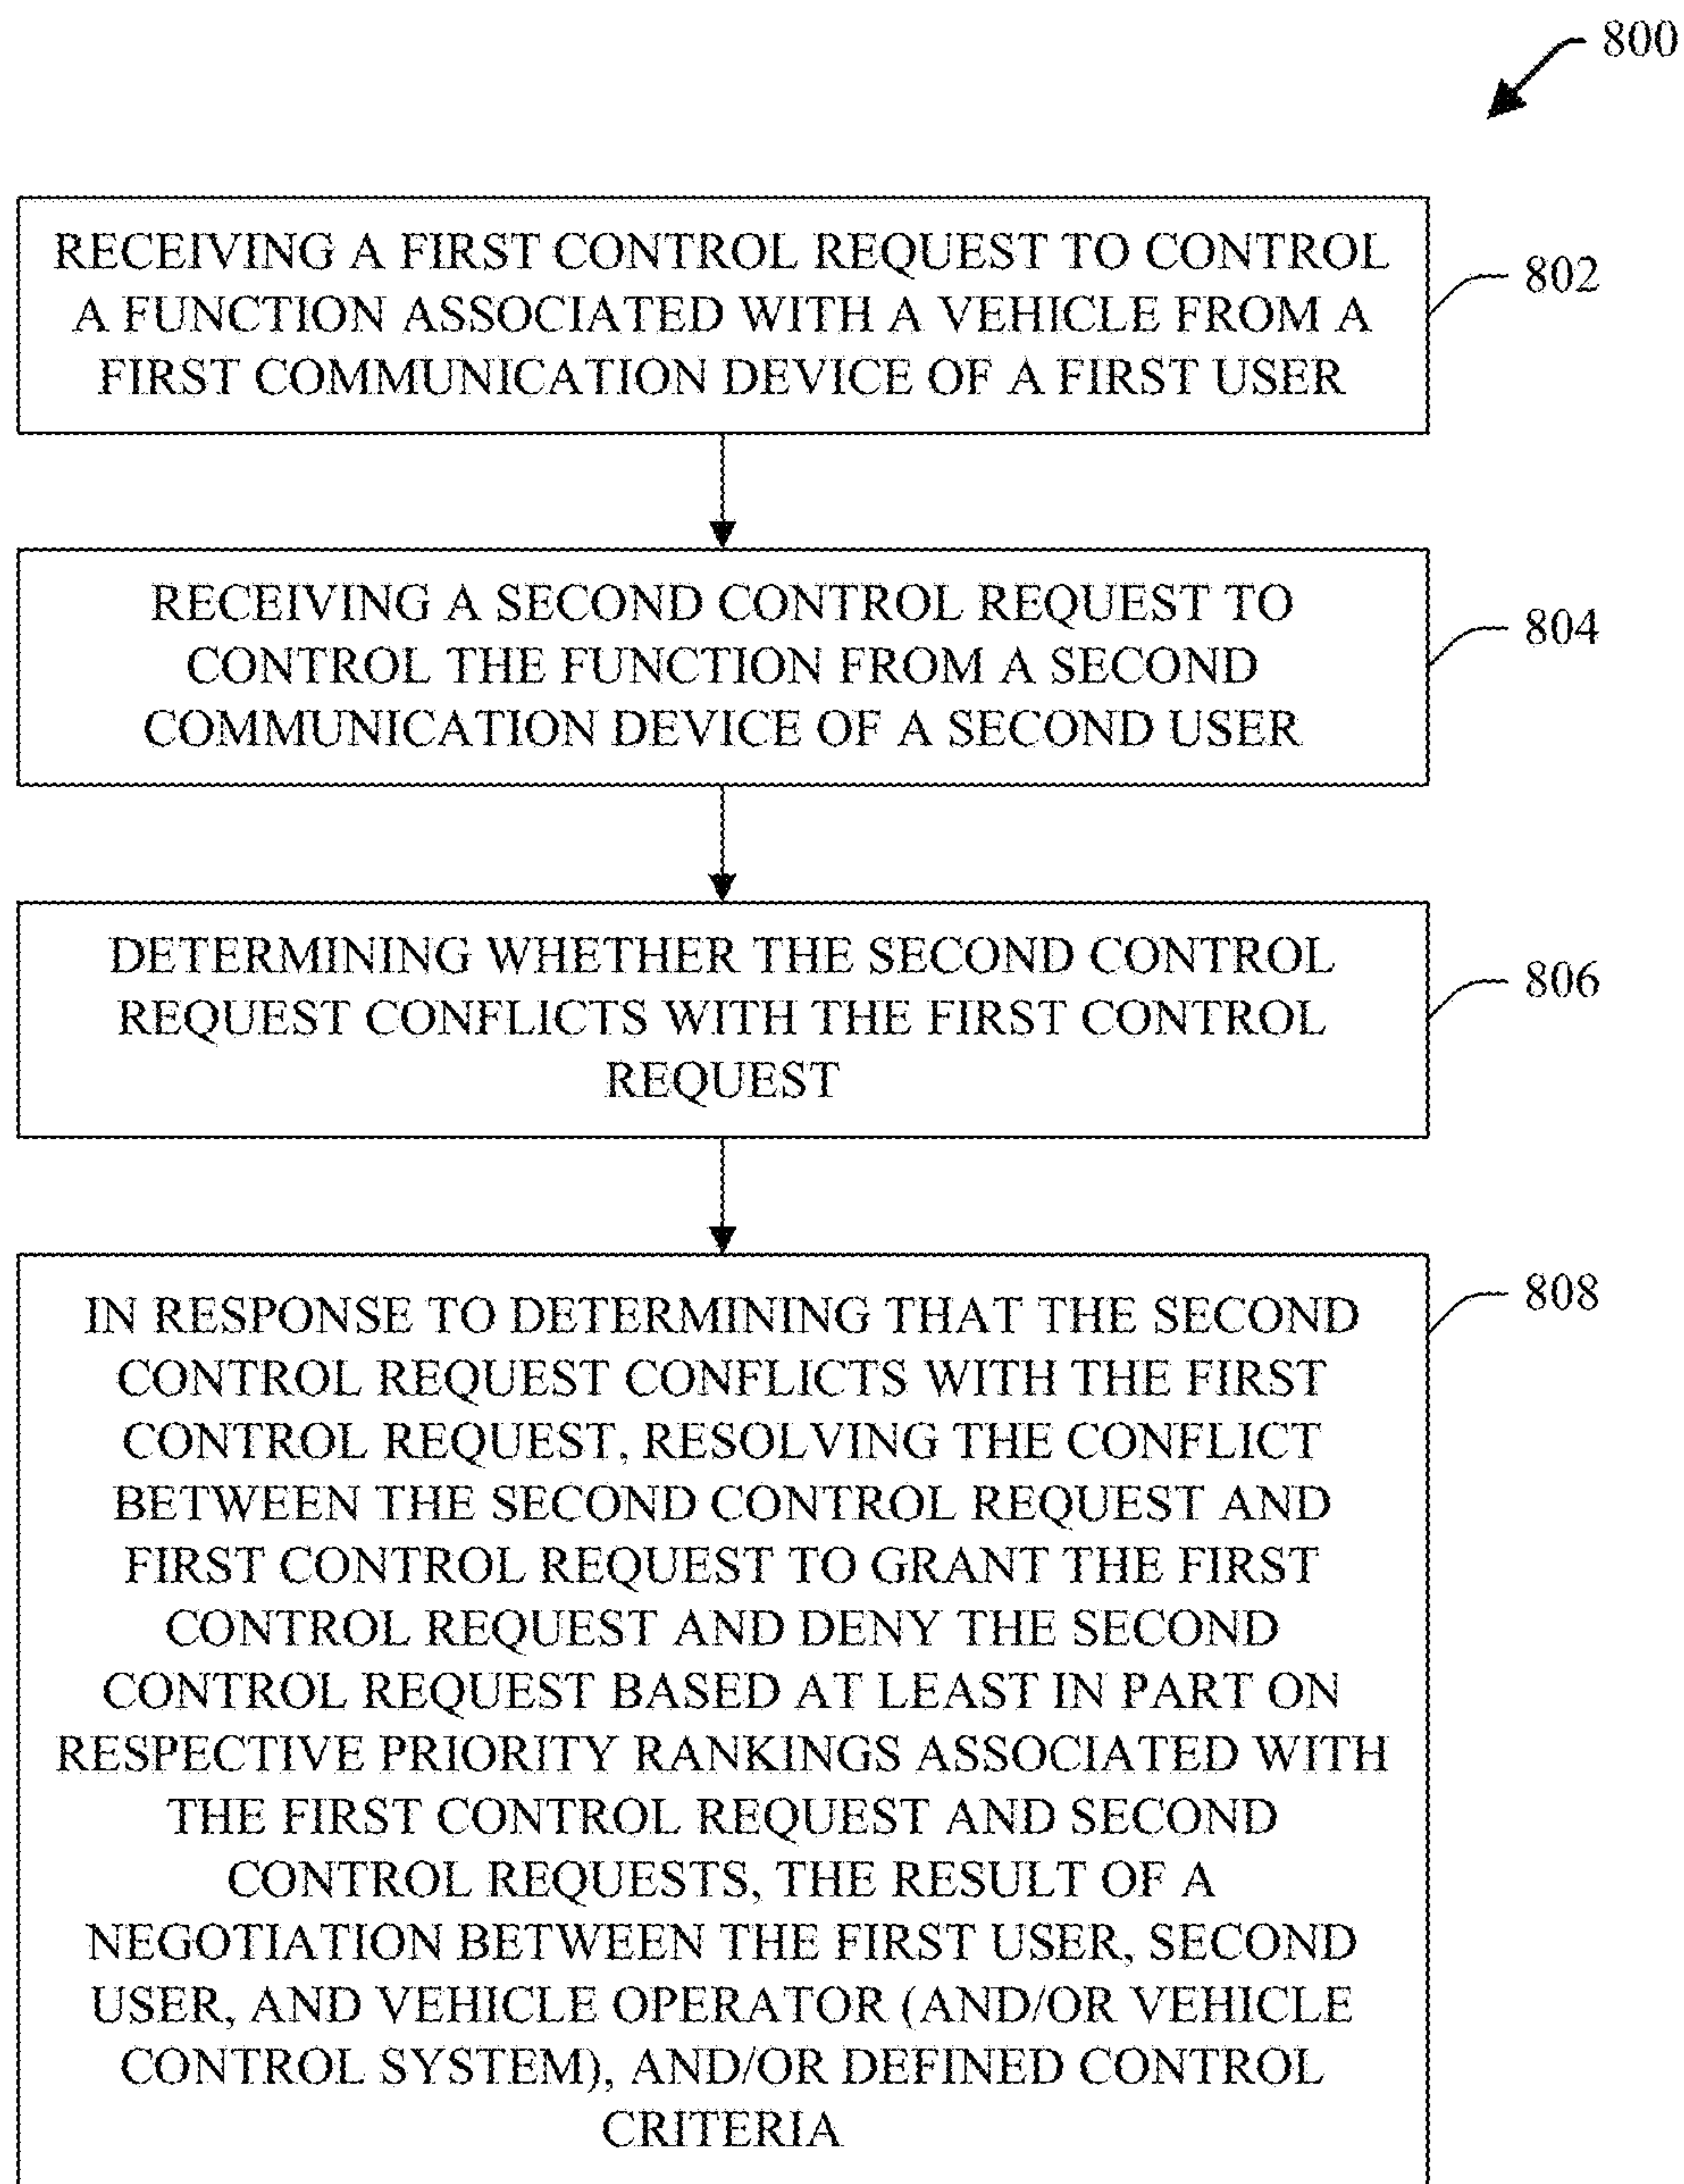 800
RECEIVING A FIRST CONTROL REQUEST TO CONTROL
A FUNCTION ASSOCIATED WITH A VEHICLE FROM A
FIRST COMMUNICATION DEVICE OF A FIRST USER
802
RECEIVING A SECOND CONTROL REQUEST TO
CONTROL THE FUNCTION FROM A SECOND
COMMUNICATION DEVICE OF A SECOND USER
804
DETERMINING WHETHER THE SECOND CONTROL
REQUEST CONFLICTS WITH THE FIRST CONTROL
REQUEST
806
IN RESPONSE TO DETERMINING THAT THE SECOND
CONTROL REQUEST CONFLICTS WITH THE FIRST
CONTROL REQUEST, RESOLVING THE CONFLICT
BETWEEN THE SECOND CONTROL REQUEST AND
FIRST CONTROL REQUEST TO GRANT THE FIRST
CONTROL REQUEST AND DENY THE SECOND
CONTROL REQUEST BASED AT LEAST IN PART ON
RESPECTIVE PRIORITY RANKINGS ASSOCIATED WITH
THE FIRST CONTROL REQUEST AND SECOND
CONTROL REQUESTS, THE RESULT OF A
NEGOTIATION BETWEEN THE FIRST USER, SECOND
USER, AND VEHICLE OPERATOR (AND/OR VEHICLE
CONTROL SYSTEM), AND/OR DEFINED CONTROL
CRITERIA
808